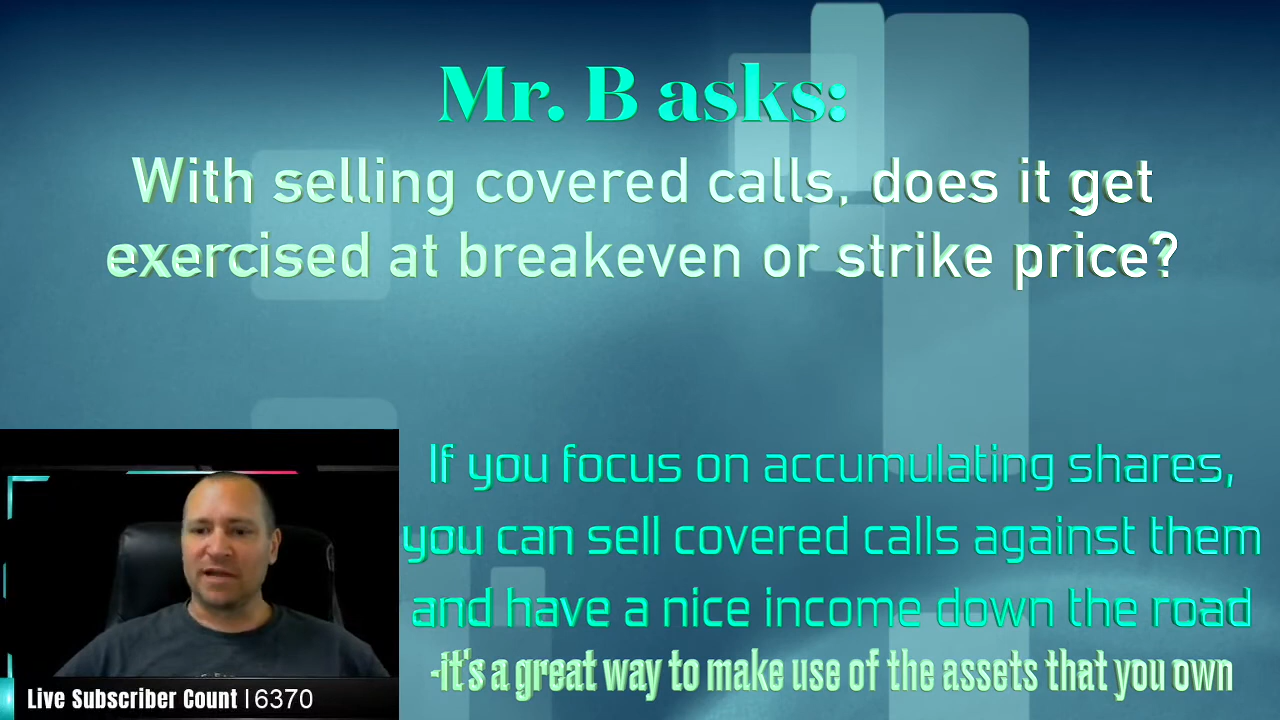 Mr. B asks:
With selling covered calls, does it get
exercised at breakeven or strike price?
If you focus on accumulating shares,
you can sell covered calls against them
and have a nice income down the road
-it's a great way to make use of the assets that you own
Live Subscriber Count | 6370